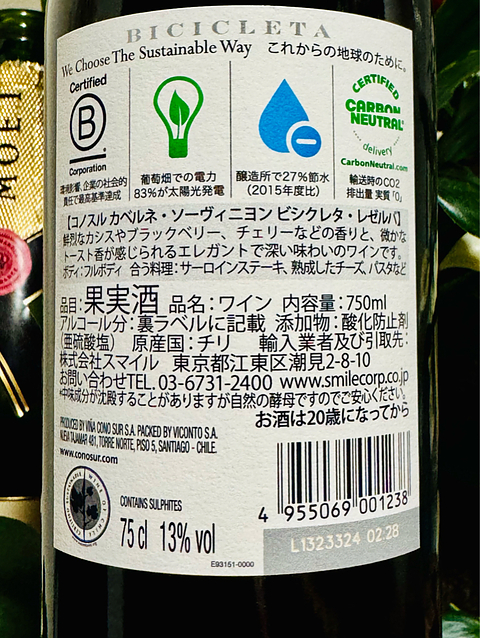 BICICLETA
We Choose The Sustainable Way これからの地球のために。
Certified
B
Corporation
環境影響、企業の社会的
責任で最高基準達成
葡萄畑での電力
83%が太陽光発電
醸造所で27%節水
(2015年度比)
CERTIFIED
CARBON
NEUTRAL
delivery
CarbonNeutral.com
輸送時のCO2
排出量 実質「0」
【コノスル カベルネ・ソーヴィニヨン ビシクレタ・レゼルバ】
鮮烈なカシスやブラックベリー、チェリーなどの香りと、微かな
トースト香が感じられるエレガントで深い味わいのワインです。
ボディ:フルボディ 合う料理:サーロインステーキ、熟成したチーズ、パスタなど
品目:果実酒 品名:ワイン 内容量:750ml
アルコール分:裏ラベルに記載 添加物:酸化防止剤
(亜硫酸塩) 原産国:チリ 輸入業者及び引取先:
株式会社スマイル 東京都江東区潮見2-8-10
お問い合わせTEL.03-6731-2400 www.smilecorp.co.jp
*中味成分が沈殿することがありますが自然の酵母ですのでご安心ください。
お酒は20歳になってから
PRODUCED BY VIÑA CONO SUR S.A. PACKED BY VICONTO S.A.
NUEVA TAJAMAR 481, TORRE NORTE, PISO 5, SANTIAGO - CHILE.
www.conosur.com
CONTAINS SULPHITES
75 cl 13% vol
4 955069 001238
L1323324 02:28
E93151-0000
MOËT